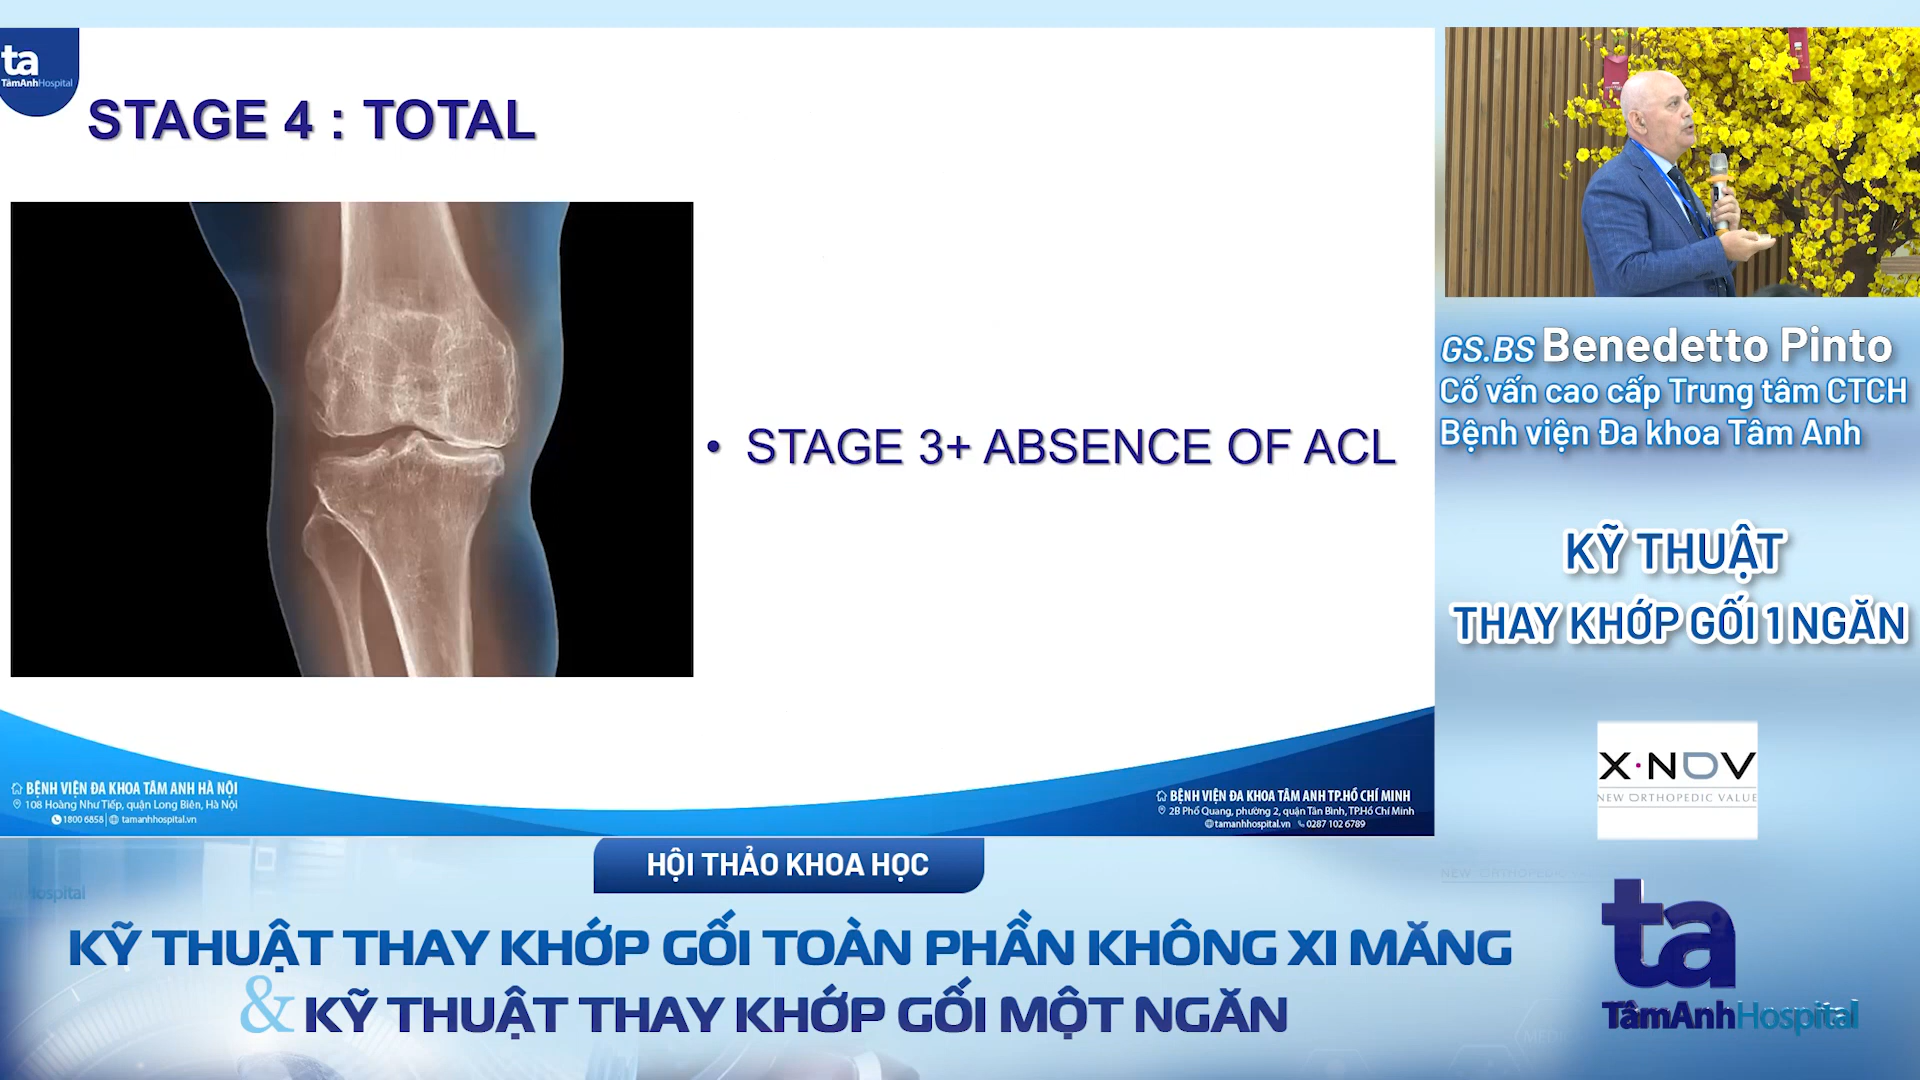 ta
TâmAnhHospital
STAGE 4 : TOTAL
• STAGE 3+ ABSENCE OF ACL
BỆNH VIỆN ĐA KHOA TÂM ANH HÀ NỘI
108 Hoàng Như Tiếp, quận Long Biên, Hà Nội
1800 6858 | tamanhhospital.vn
BỆNH VIỆN ĐA KHOA TÂM ANH TP.HỒ CHÍ MINH
2B Phổ Quang, phường 2, quận Tân Bình, TP.Hồ Chí Minh
tamanhhospital.vn 0287 102 6789
GS.BS Benedetto Pinto
Cố vấn cao cấp Trung tâm CTCH
Bệnh viện Đa khoa Tâm Anh
KỸ THUẬT
THAY KHỚP GỐI 1 NGĂN
X·NOV
NEW ORTHOPEDIC VALUE
HỘI THẢO KHOA HỌC
KỸ THUẬT THAY KHỚP GỐI TOÀN PHẦN KHÔNG XI MĂNG
& KỸ THUẬT THAY KHỚP GỐI MỘT NGĂN
ta
TâmAnhHospital